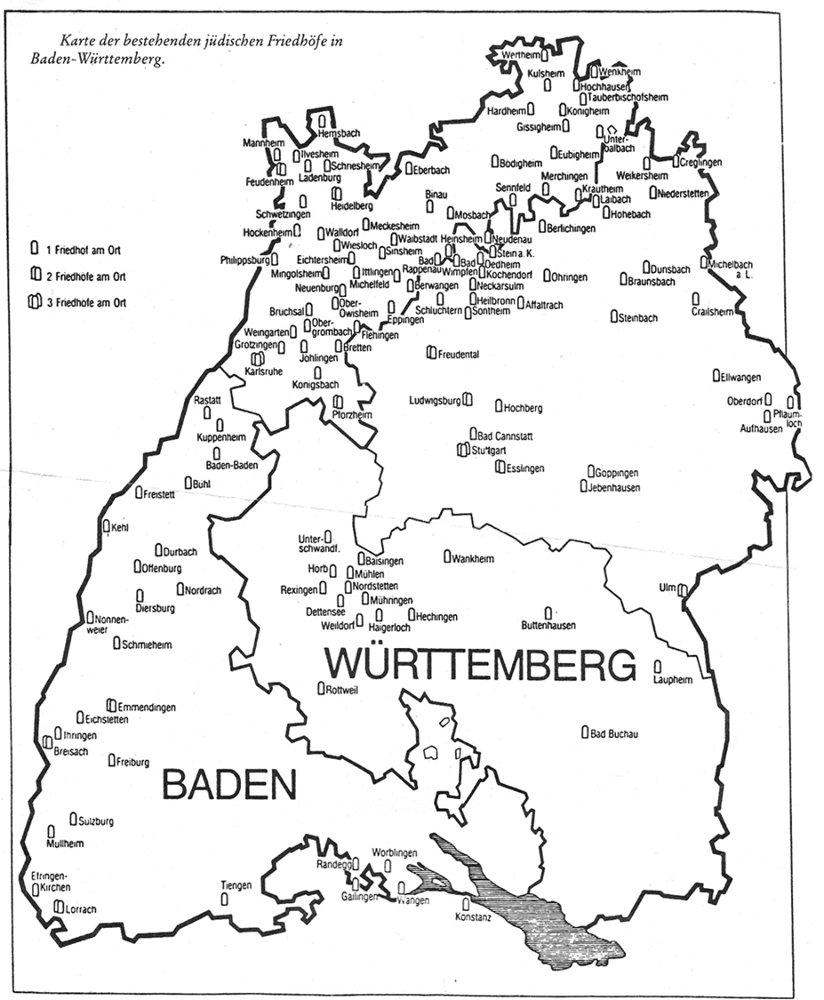 Karte der bestehenden jüdischen Friedhöfe in
Baden-Württemberg.
1 Friedhof am Ort
2 Friedhöfe am Ort
3 Friedhöfe am Ort
Wertheim
Wenkheim
Kulsheim
Hochhausen
Tauberbischofsheim
Hardheim
Konigheim
Gissigheim
Hemsbach
Unter-
balbach
Mannheim
Ilvesheim
Eubigheim
Schriesheim
Bödigheim
Creglingen
Eberbach
Weikersheim
Ladenburg
Feudenheim
Merchingen
Sennfeld
Krautheim
Niederstetten
Binau
Laibach
Heidelberg
Schwetzingen
Mosbach
Hohebach
Meckesheim
Berlichingen
Hockenheim
Walldorf
Waibstadt
Heinsheim
Neudenau
Wiesloch
Sinsheim
Stein a. K.
Philippsburg
Eichtersheim
Bad
Rappenau
Bad
Wimpfen
Oedheim
Michelbach
a. L.
Dunsbach
Mingolsheim
Ittlingen
Kochendorf
Ohringen
Braunsbach
Michelfeld
Berwangen
Neckarsulm
Neuenburg
Heilbronn
Ober-
Owisheim
Schluchtern
Affaltrach
Crailsheim
Bruchsal
Eppingen
Sontheim
Steinbach
Ober-
grombach
Weingarten
Flehingen
Grotzingen
Bretten
Johlingen
Freudental
Karlsruhe
Konigsbach
Ellwangen
Rastatt
Ludwigsburg
Oberdorf
Hochberg
Pforzheim
Pflaum-
loch
Aufhausen
Kuppenheim
Bad Cannstatt
Stuttgart
Baden-Baden
Esslingen
Goppingen
Bühl
Jebenhausen
Freistett
Kehl
Unter-
schwandf.
Durbach
Baisingen
Wankheim
Offenburg
Horb
Mühlen
Nordrach
Rexingen
Nordstetten
Ulm
Mühringen
Diersburg
Dettensee
Hechingen
Nonnen-
weier
Weildorf
Haigerloch
Buttenhausen
Schmieheim
WÜRTTEMBERG
Laupheim
Rottweil
Emmendingen
Eichstetten
Ihringen
Bad Buchau
Breisach
Freiburg
BADEN
Sulzburg
Mullheim
Worblingen
Randegg
Efringen-
Kirchen
Tiengen
Gailingen
Wangen
Lorrach
Konstanz